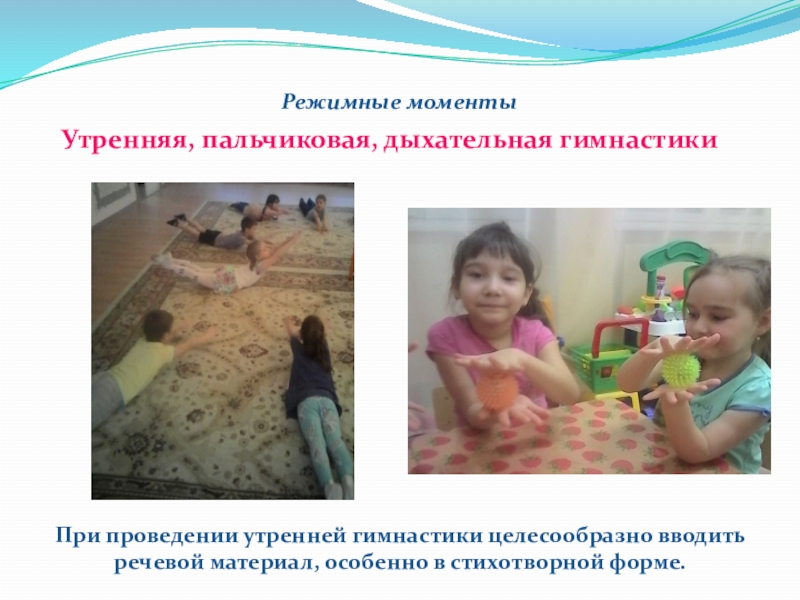 Режимные моменты
Утренняя, пальчиковая, дыхательная гимнастики
При проведении утренней гимнастики целесообразно вводить
речевой материал, особенно в стихотворной форме.